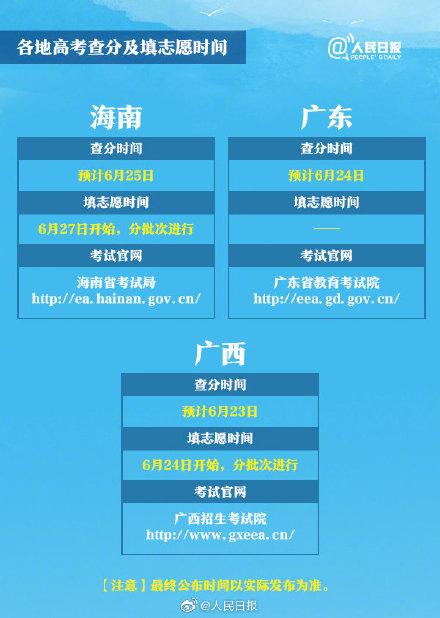 各地高考查分及填志愿时间
@人民日报
PEOPLE'S DAILY
海南
查分时间
预计6月25日
填志愿时间
6月27日开始，分批次进行
考试官网
海南省考试局
http://ea.hainan.gov.cn/
广东
查分时间
预计6月24日
填志愿时间
——
考试官网
广东省教育考试院
http://eea.gd.gov.cn/
广西
查分时间
预计6月23日
填志愿时间
6月24日开始，分批次进行
考试官网
广西招生考试院
http://www.gxeea.cn/
【注意】最终公布时间以实际发布为准。
@人民日报